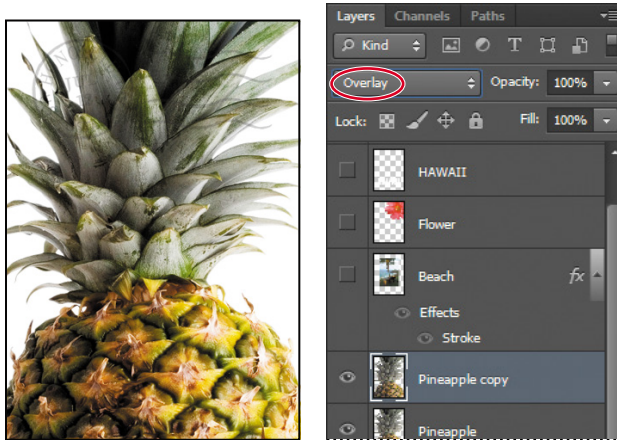 Layers Channels Paths
Kind
Overlay Opacity: 100%
Lock: Fill: 100%
HAWAII
Flower
Beach fx
Effects
Stroke
Pineapple copy
Pineapple